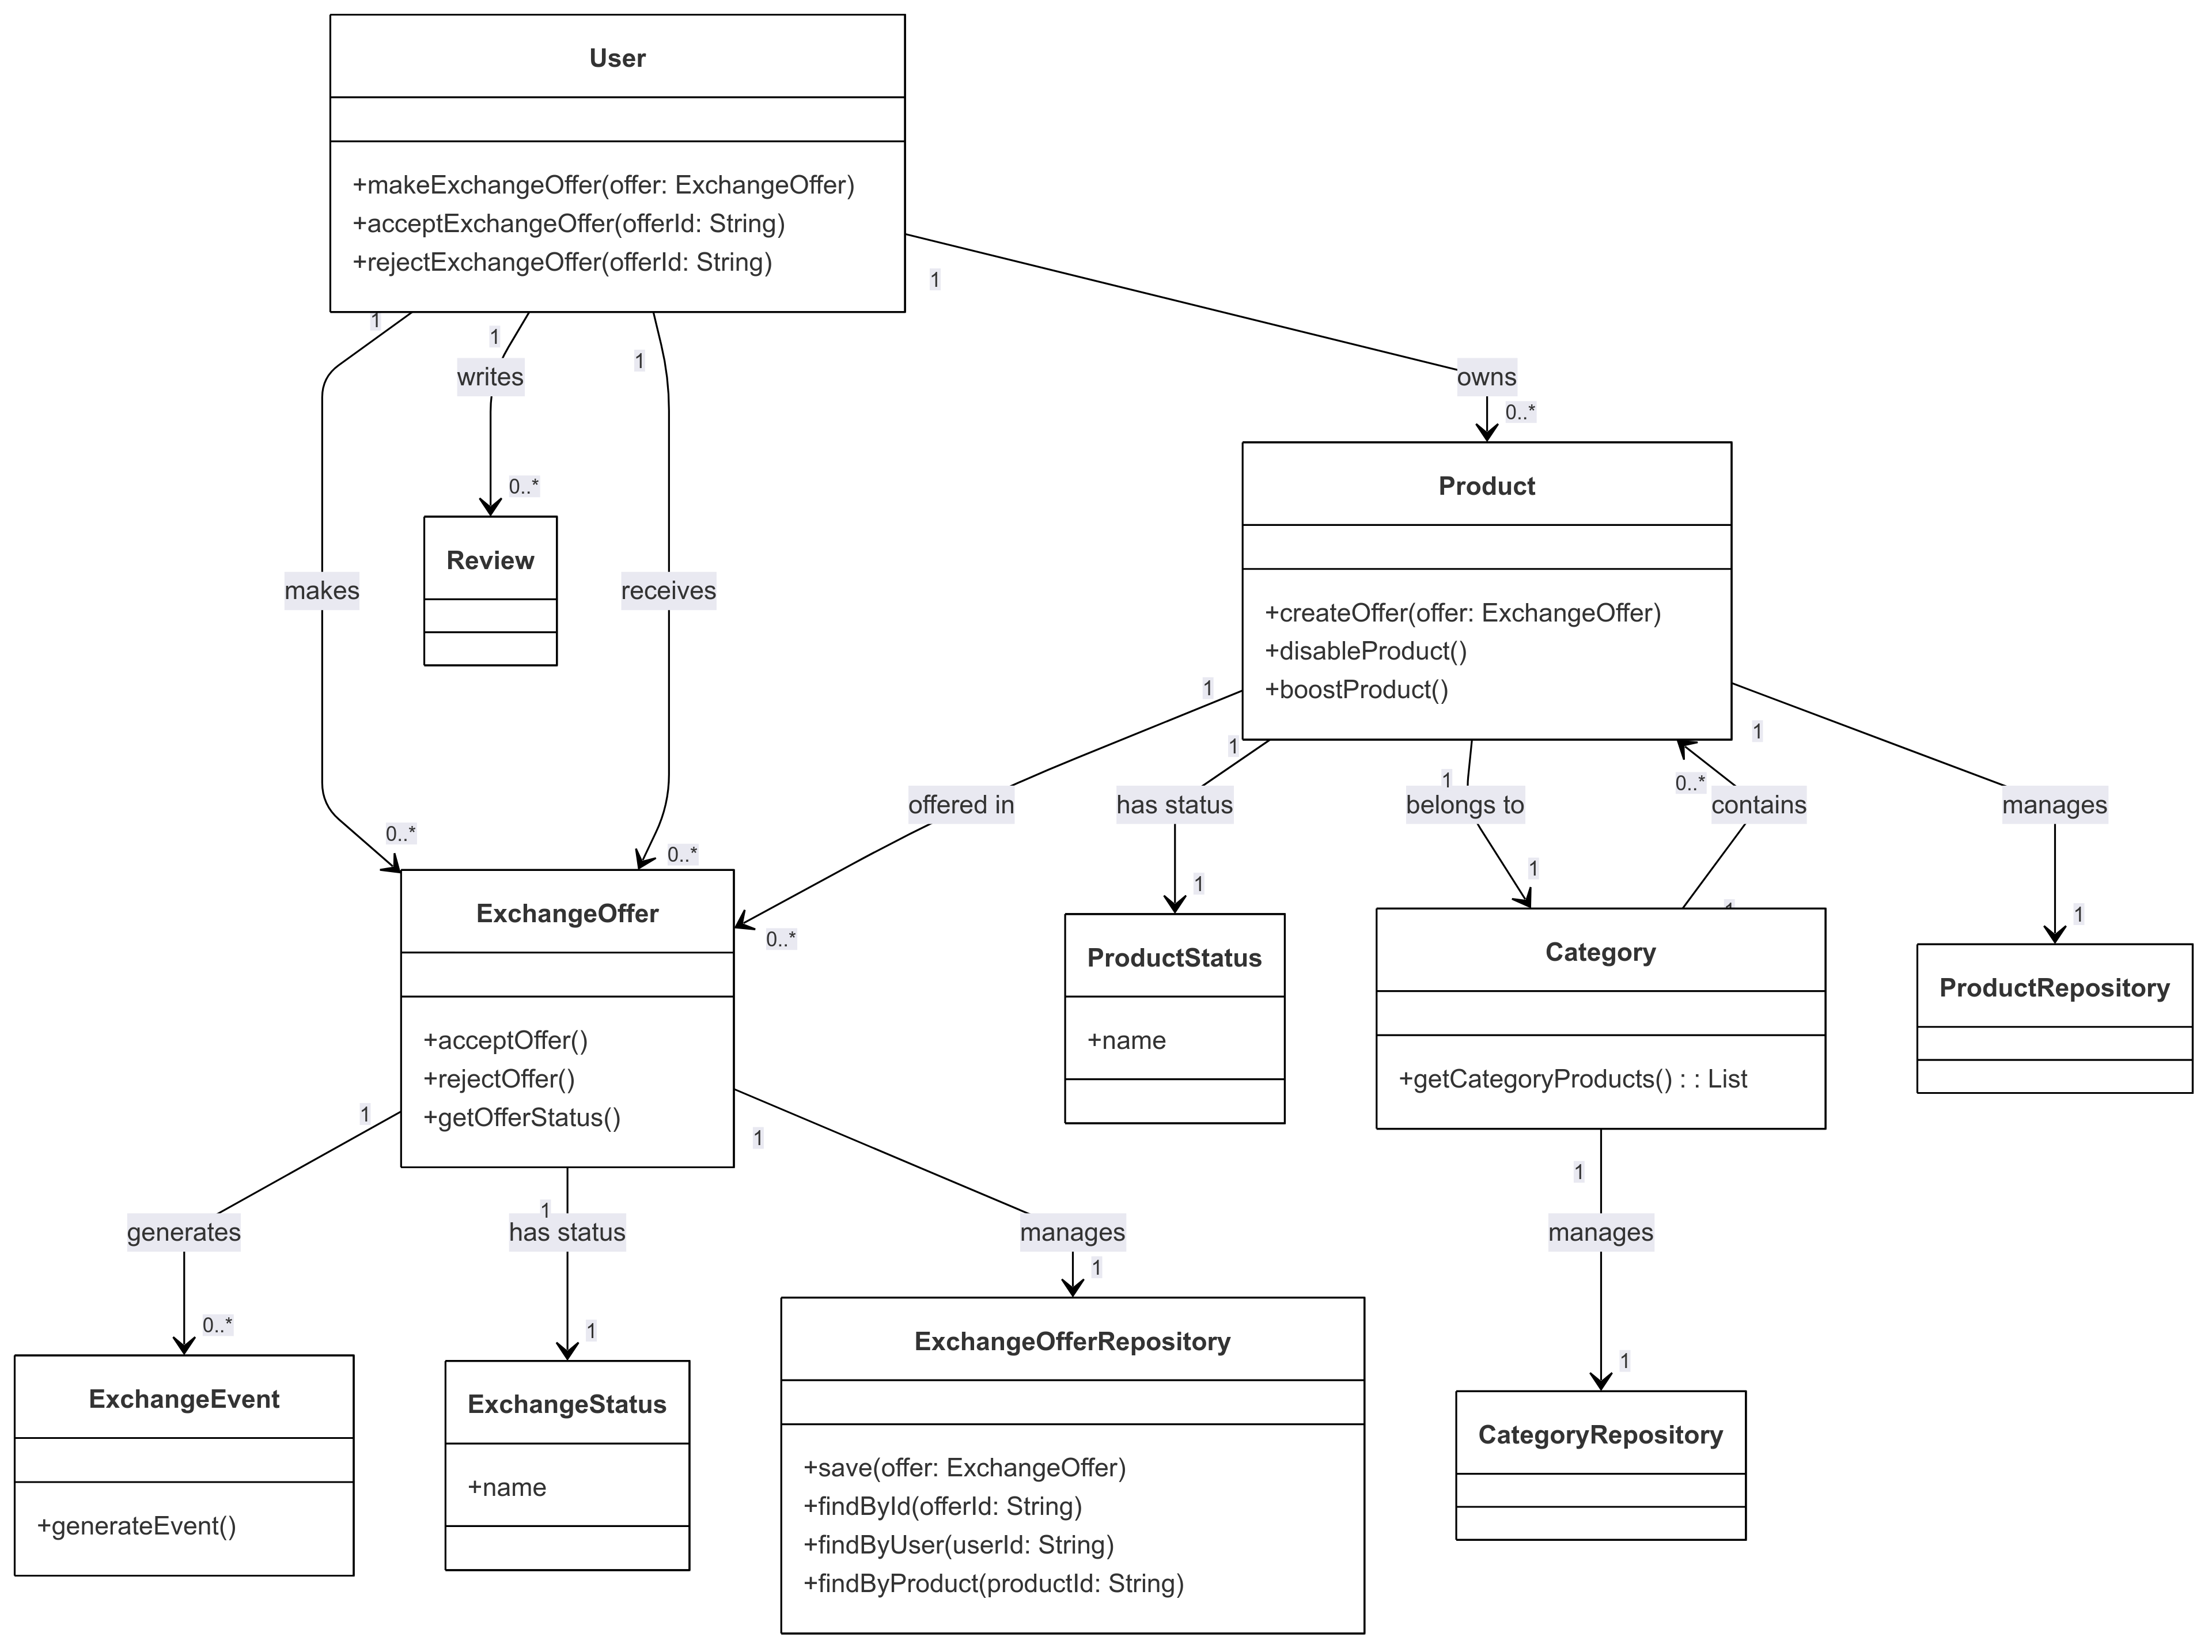 User
+makeExchangeOffer(offer: ExchangeOffer)
+acceptExchangeOffer(offerId: String)
+rejectExchangeOffer(offerId: String)
1
1
1
1
writes
owns
0..*
0..*
Review
makes
receives
Product
+createOffer(offer: ExchangeOffer)
+disableProduct()
+boostProduct()
1
1
1
1
offered in
has status
belongs to
0..*
contains
manages
0..*
0..*
0..*
1
1
1
1
ExchangeOffer
+acceptOffer()
+rejectOffer()
+getOfferStatus()
ProductStatus
+name
Category
+getCategoryProducts() : : List
ProductRepository
1
1
1
1
generates
has status
manages
manages
0..*
1
1
1
ExchangeEvent
+generateEvent()
ExchangeStatus
+name
ExchangeOfferRepository
+save(offer: ExchangeOffer)
+findById(offerId: String)
+findByUser(userId: String)
+findByProduct(productId: String)
CategoryRepository